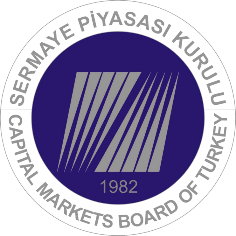 SERMAYE PİYASASI KURULU
1982
CAPITAL MARKETS BOARD OF TURKEY